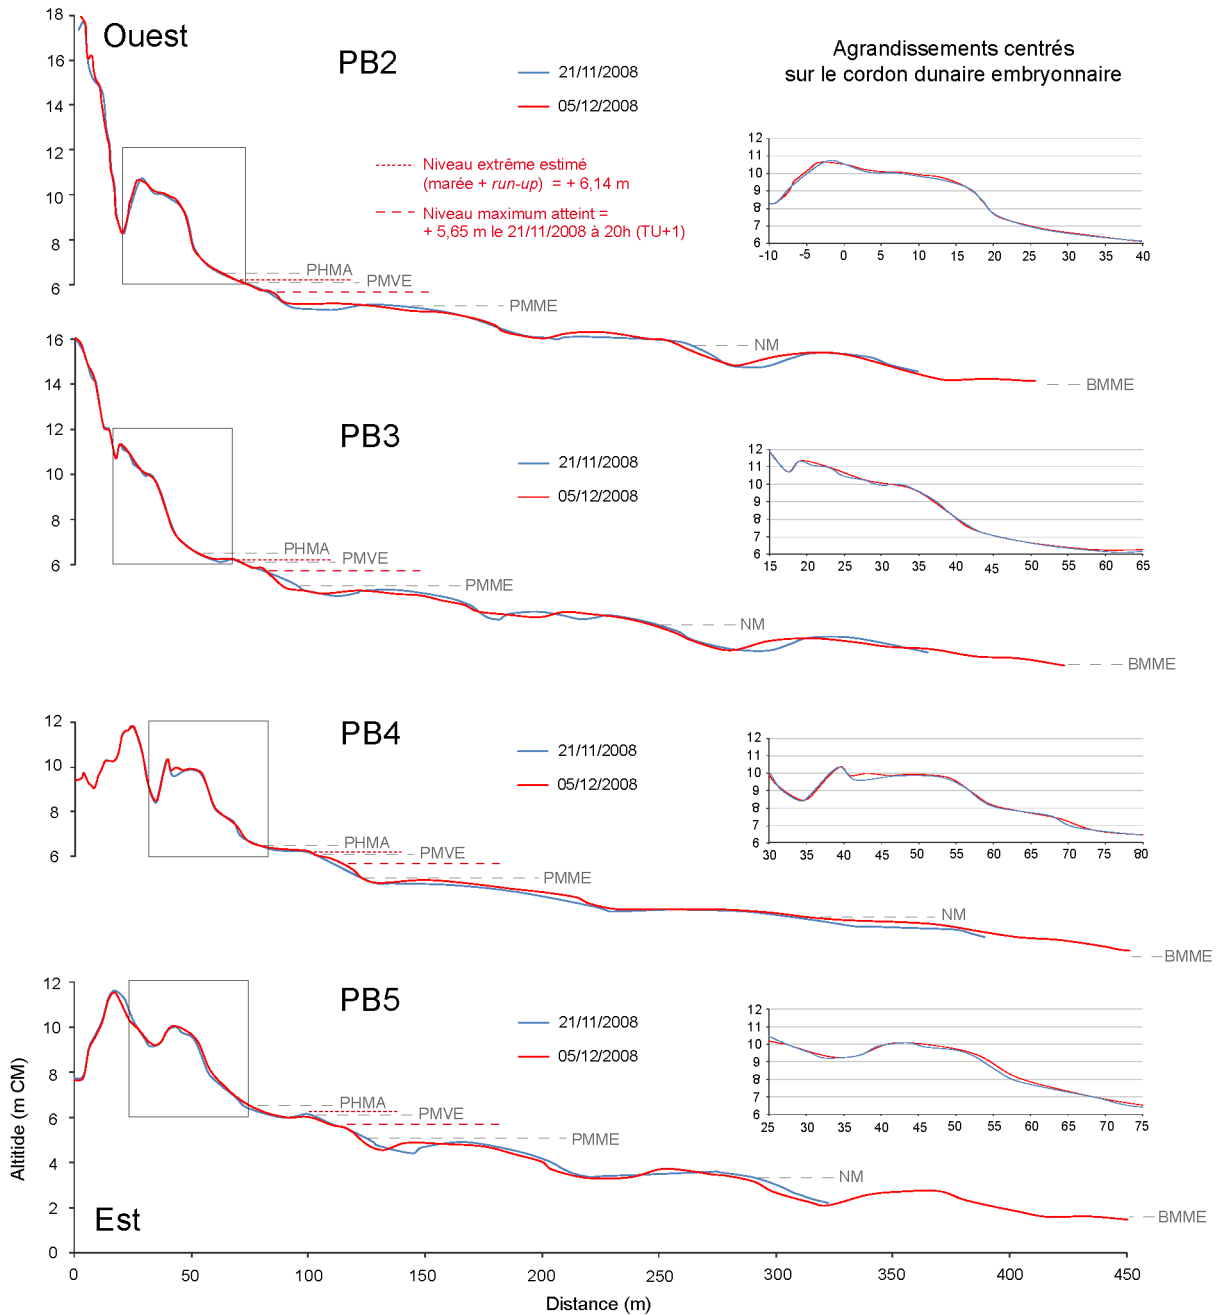 Ouest
PB2
21/11/2008
05/12/2008
Niveau extrême estimé
(marée + run-up) = + 6,14 m
Niveau maximum atteint =
+ 5,65 m le 21/11/2008 à 20h (TU+1)
Agrandissements centrés
sur le cordon dunaire embryonnaire
18
16
14
12
10
8
6
PHMA
PMVE
PMME
NM
BMME
12
11
10
9
8
7
6
-10 -5 0 5 10 15 20 25 30 35 40
PB3
21/11/2008
05/12/2008
16
14
12
10
8
6
PHMA
PMVE
PMME
NM
BMME
12
11
10
9
8
7
6
15 20 25 30 35 40 45 50 55 60 65
PB4
21/11/2008
05/12/2008
12
10
8
6
PHMA
PMVE
PMME
NM
BMME
12
11
10
9
8
7
6
30 35 40 45 50 55 60 65 70 75 80
PB5
21/11/2008
05/12/2008
12
10
8
6
4
2
0
PHMA
PMVE
PMME
NM
BMME
12
11
10
9
8
7
6
25 30 35 40 45 50 55 60 65 70 75
Altitide (m CM)
Est
0 50 100 150 200 250 300 350 400 450
Distance (m)